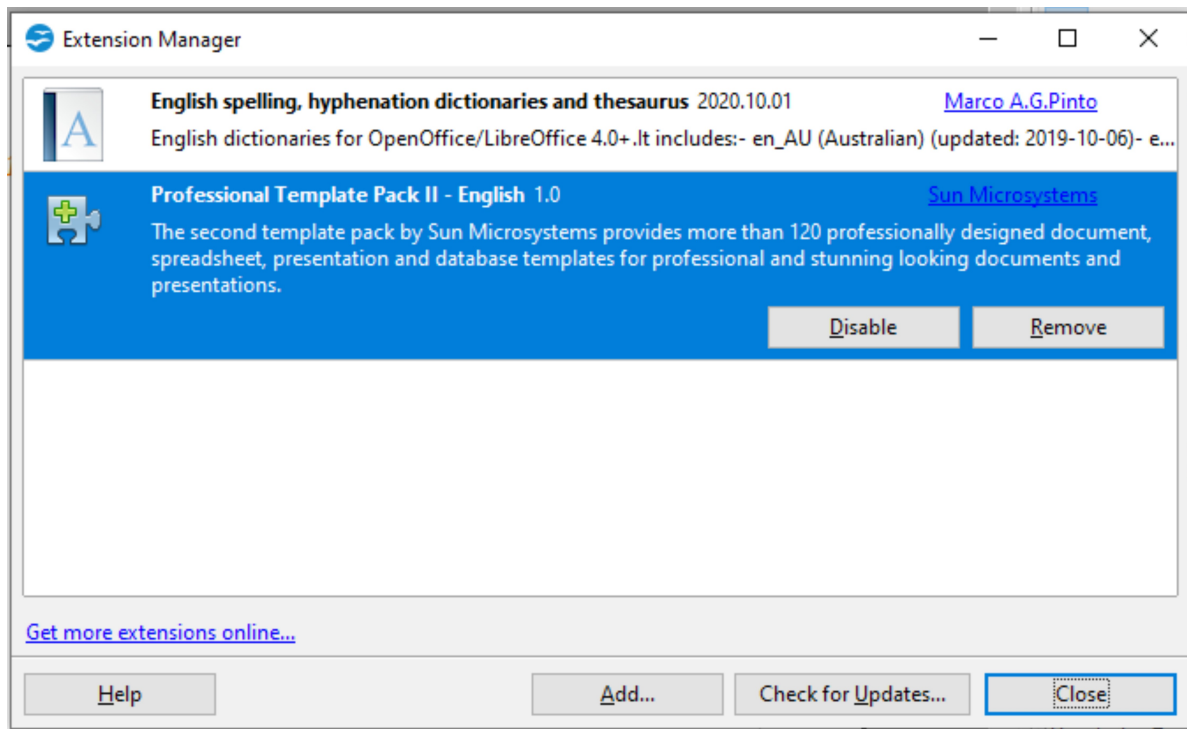 Extension Manager
English spelling, hyphenation dictionaries and thesaurus 2020.10.01 Marco A.G.Pinto
English dictionaries for OpenOffice/LibreOffice 4.0+.It includes:- en_AU (Australian) (updated: 2019-10-06)- e...
Professional Template Pack II - English 1.0 Sun Microsystems
The second template pack by Sun Microsystems provides more than 120 professionally designed document,
spreadsheet, presentation and database templates for professional and stunning looking documents and
presentations.
Disable Remove
Get more extensions online...
Help Add... Check for Updates... Close